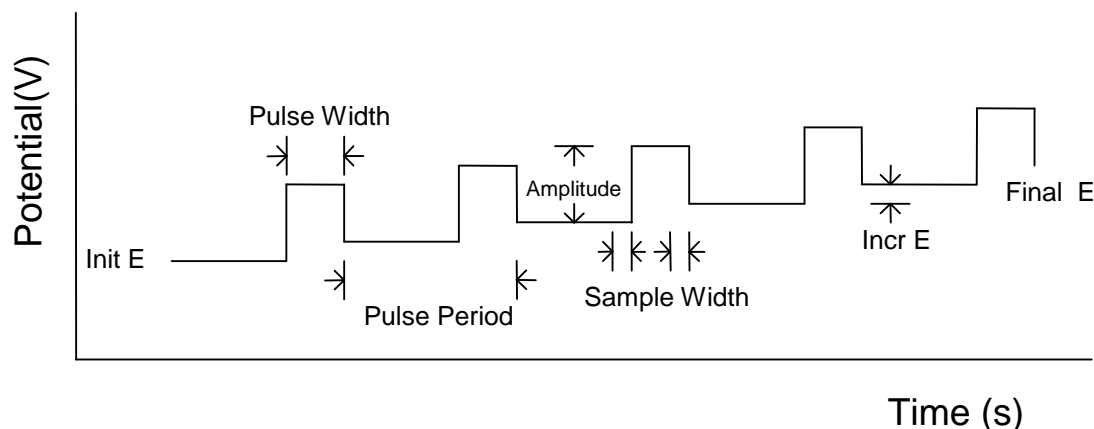 Potential(V)
Pulse Width
Amplitude
Final E
Init E
Incr E
Sample Width
Pulse Period
Time (s)